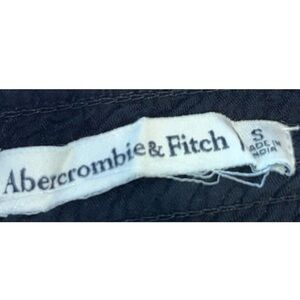 Abercrombie & Fitch
S
MADE IN
INDIA